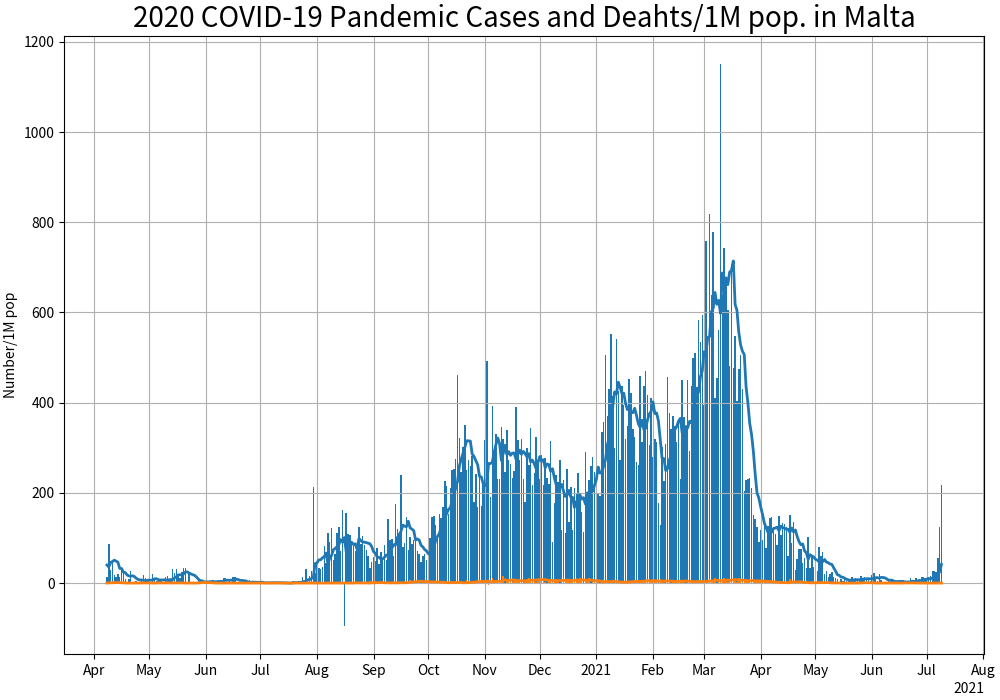 2020 COVID-19 Pandemic Cases and Deahts/1M pop. in Malta
Number/1M pop
1200
1000
800
600
400
200
0
Apr May Jun Jul Aug Sep Oct Nov Dec 2021 Feb Mar Apr May Jun Jul Aug
2021